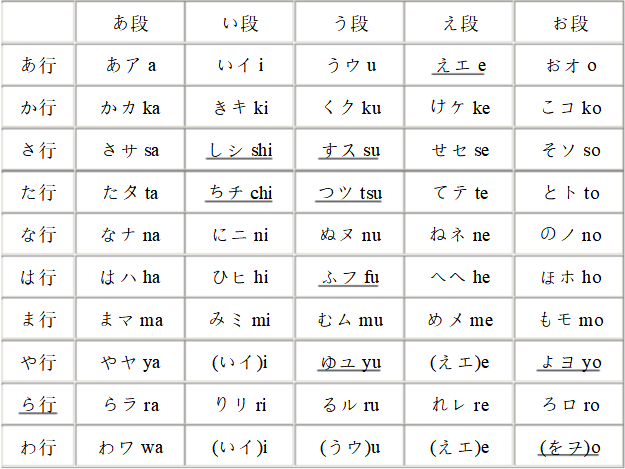 あ段 い段 う段 え段 お段
あ行 あア a いイ i うウ u えエ e おオ o
か行 かカ ka きキ ki くク ku けケ ke こコ ko
さ行 さサ sa しシ shi すス su せセ se そソ so
た行 たタ ta ちチ chi つツ tsu てテ te とト to
な行 なナ na にニ ni ぬヌ nu ねネ ne のノ no
は行 はハ ha ひヒ hi ふフ fu へヘ he ほホ ho
ま行 まマ ma みミ mi むム mu めメ me もモ mo
や行 やヤ ya (いイ)i ゆユ yu (えエ)e よヨ yo
ら行 らラ ra りリ ri るル ru れレ re ろロ ro
わ行 わワ wa (いイ)i (うウ)u (えエ)e (をヲ)o